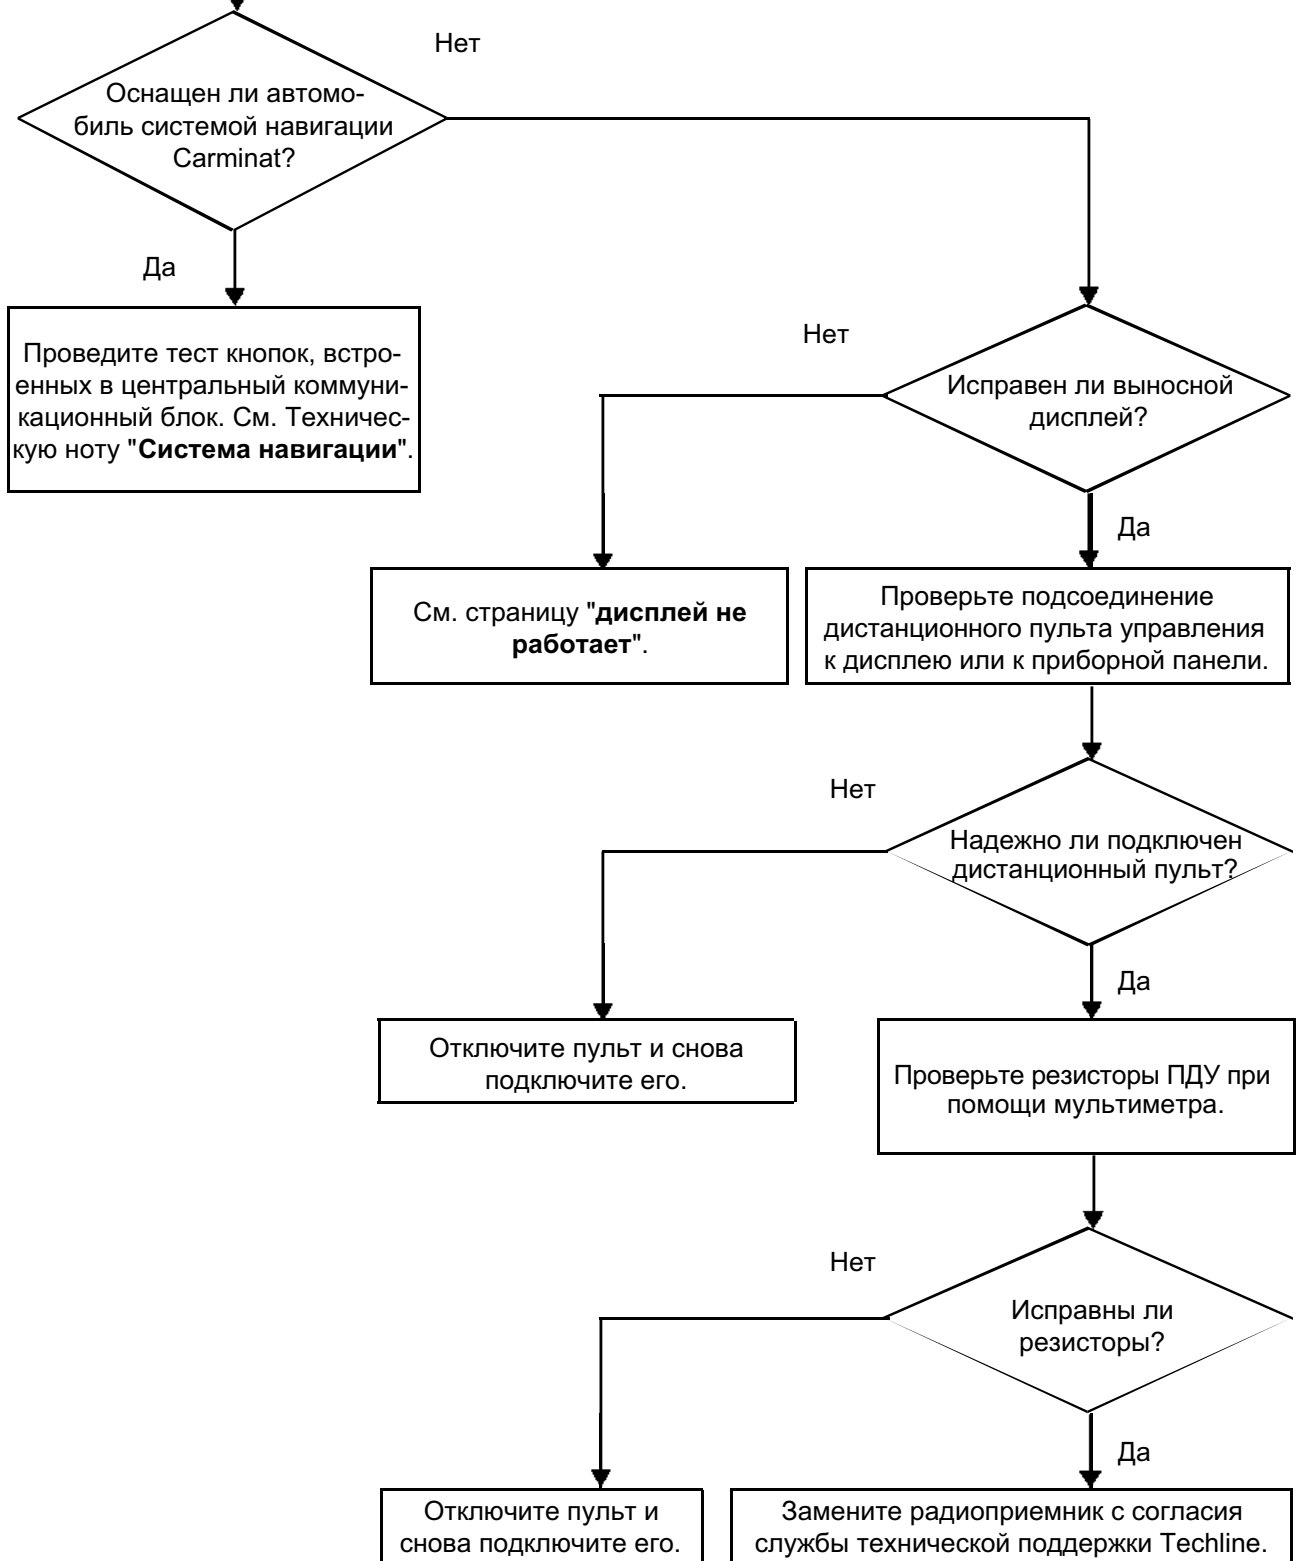 Нет
Оснащен ли автомо-
биль системой навигации
Carminat?
Да
Проведите тест кнопок, встро-
енных в центральный коммуни-
кационный блок. См. Техничес-
кую ноту "Система навигации".
Нет
Исправен ли выносной
дисплей?
Да
См. страницу "дисплей не
работает".
Проверьте подсоединение
дистанционного пульта управления
к дисплею или к приборной панели.
Нет
Надежно ли подключен
дистанционный пульт?
Да
Отключите пульт и снова
подключите его.
Проверьте резисторы ПДУ при
помощи мультиметра.
Нет
Исправны ли
резисторы?
Да
Отключите пульт и
снова подключите его.
Замените радиоприемник с согласия
службы технической поддержки Techline.